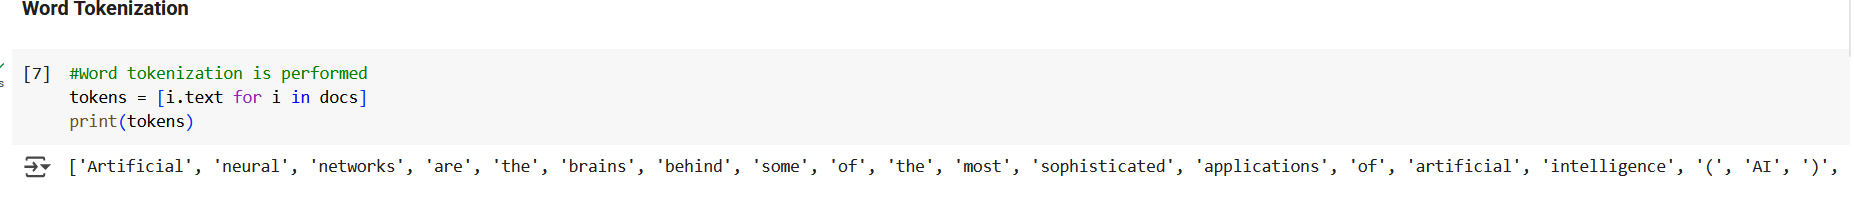 Word Tokenization
[7] #Word tokenization is performed
tokens = [i.text for i in docs]
print(tokens)
['Artificial', 'neural', 'networks', 'are', 'the', 'brains', 'behind', 'some', 'of', 'the', 'most', 'sophisticated', 'applications', 'of', 'artificial', 'intelligence', '(', 'AI', ')',